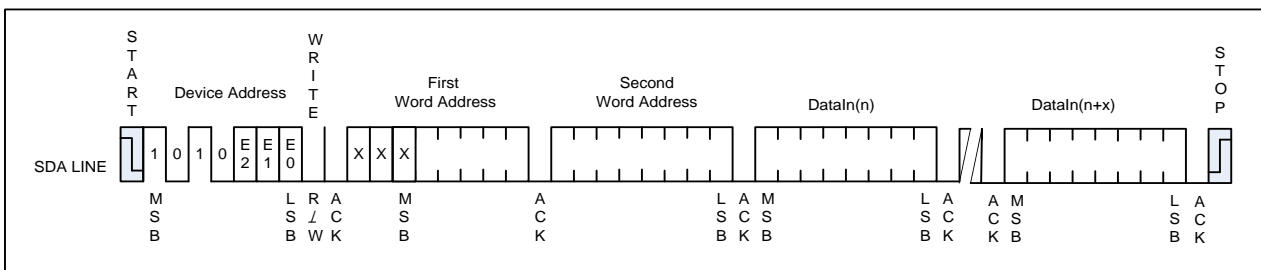 START
WRITE
STOP
Device Address
First
Word Address
Second
Word Address
DataIn(n)
DataIn(n+x)
SDA LINE
1 0 1 0 E2 E1 E0
X X X
MSB
LSB
R/W
ACK
MSB
ACK
LSB
ACK
MSB
LSB
ACK
ACK
MSB
LSB
ACK